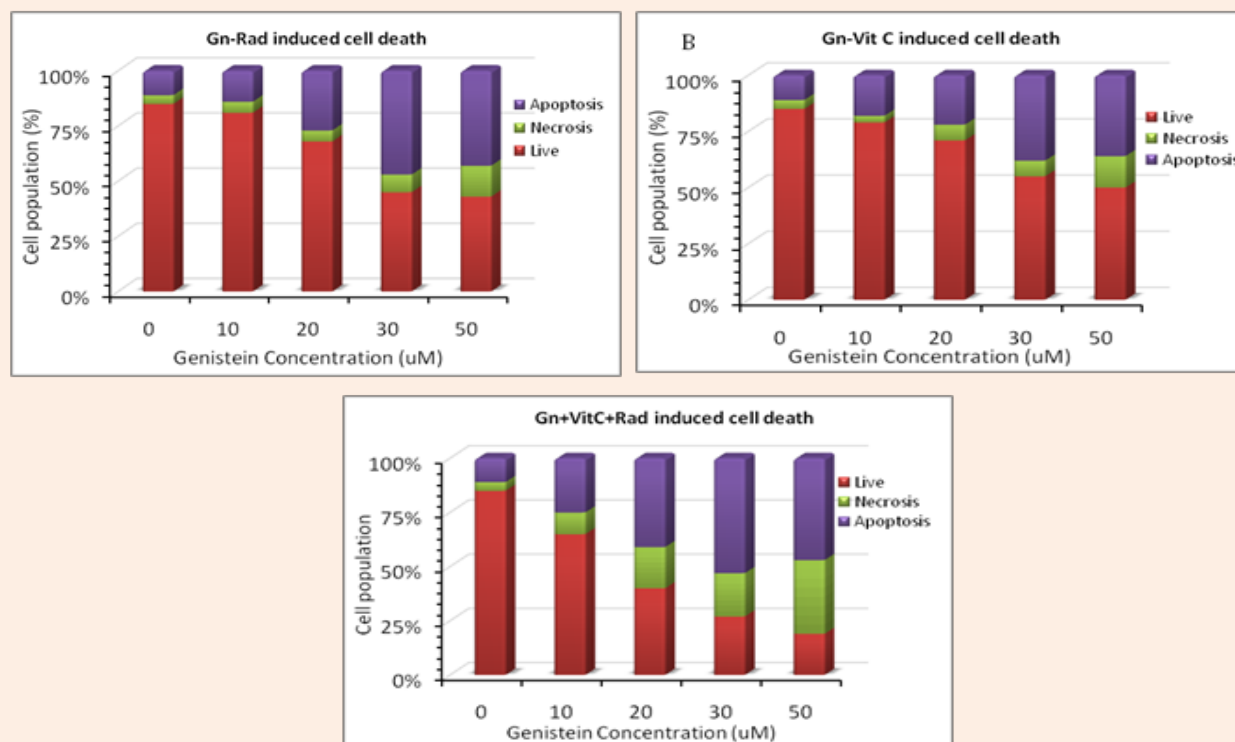 Gn-Rad induced cell death
100%
75%
50%
25%
0%
Cell population (%)
0 10 20 30 50
Genistein Concentration (uM)
Apoptosis
Necrosis
Live
B
Gn-Vit C induced cell death
100%
75%
50%
25%
0%
Cell population (%)
0 10 20 30 50
Genistein Concentration (uM)
Live
Necrosis
Apoptosis
Gn+VitC+Rad induced cell death
100%
75%
50%
25%
0%
Cell population
0 10 20 30 50
Genistein Concentration (uM)
Live
Necrosis
Apoptosis